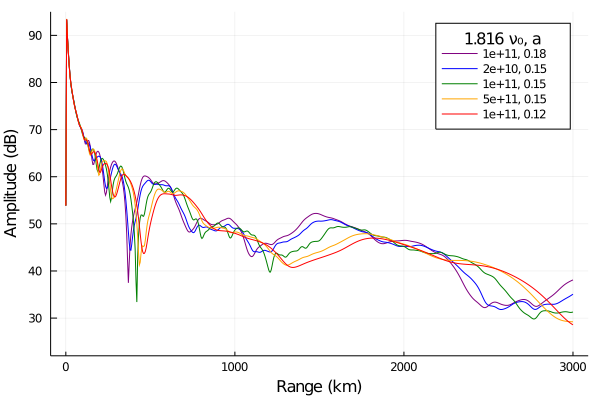 1.816 ν₀, a
1e+11, 0.18
2e+10, 0.15
1e+11, 0.15
5e+11, 0.15
1e+11, 0.12
90
80
70
60
50
40
30
Amplitude (dB)
0 1000 2000 3000
Range (km)